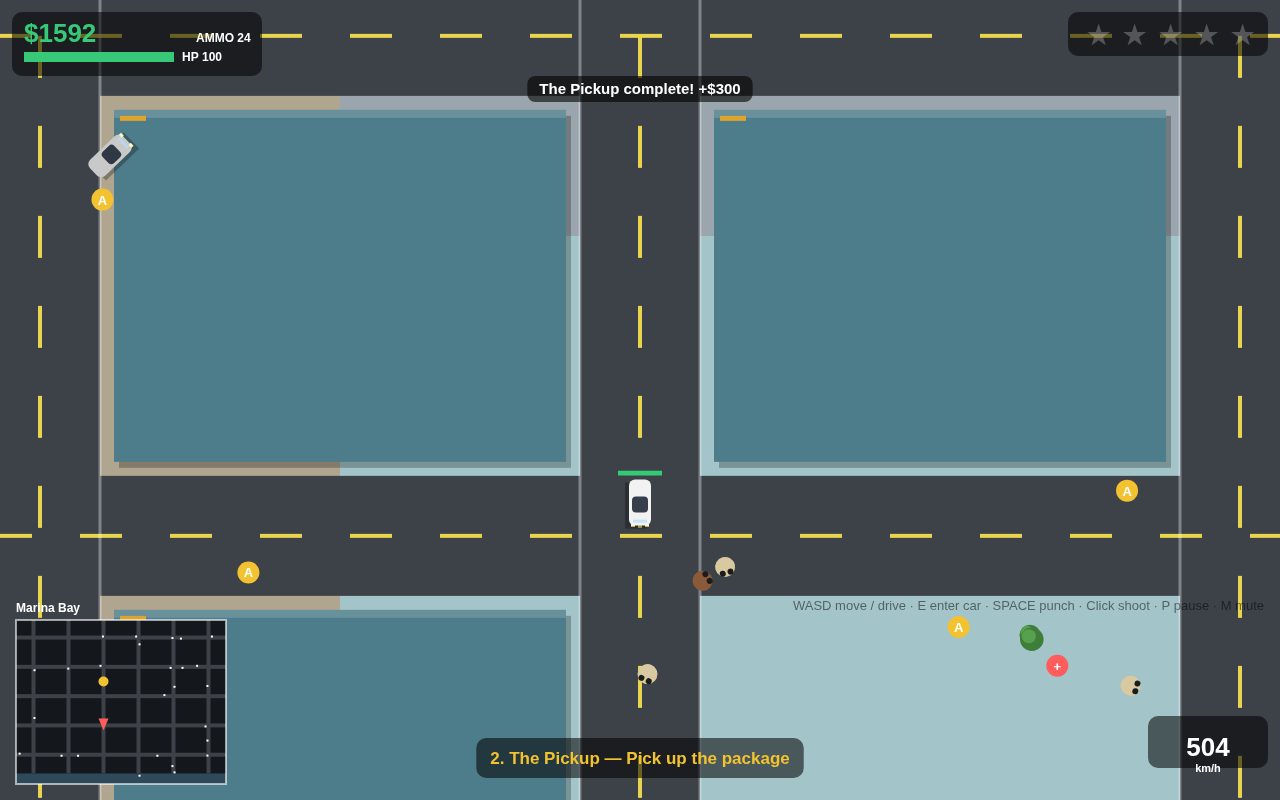 $1592
AMMO 24
HP 100
★ ★ ★ ★ ★
The Pickup complete! +$300
A
A
A
WASD move / drive · E enter car · SPACE punch · Click shoot · P pause · M mute
Marina Bay
A
+
2. The Pickup — Pick up the package
504
km/h